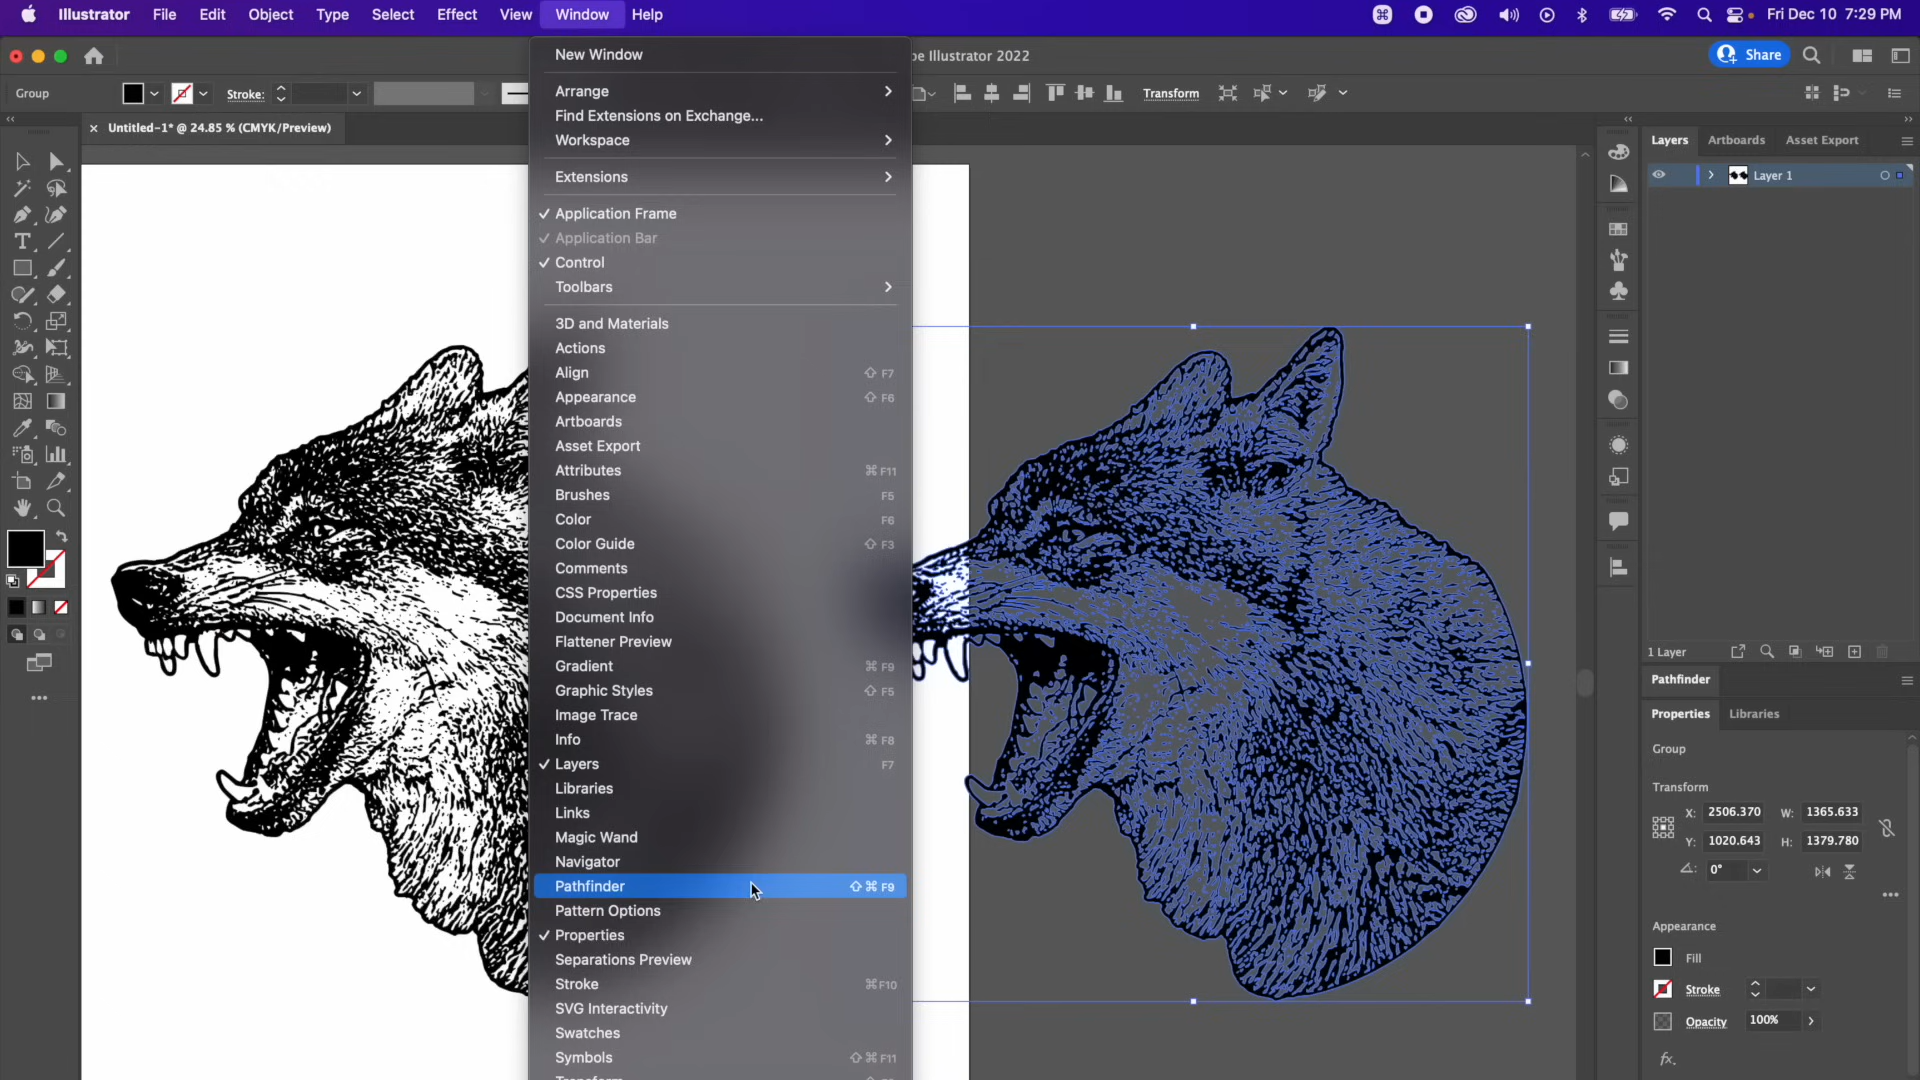 Illustrator File Edit Object Type Select Effect View Window Help Fri Dec 10 7:29 PM
pe Illustrator 2022 Share
Group Stroke: Transform
Untitled-1* @ 24.85 % (CMYK/Preview)
New Window
Arrange
Find Extensions on Exchange...
Workspace
Extensions
Application Frame
Application Bar
Control
Toolbars
3D and Materials
Actions
Align ⇧ F7
Appearance ⇧ F6
Artboards
Asset Export
Attributes ⌘ F11
Brushes F5
Color F6
Color Guide ⇧ F3
Comments
CSS Properties
Document Info
Flattener Preview
Gradient ⌘ F9
Graphic Styles ⇧ F5
Image Trace
Info ⌘ F8
Layers F7
Libraries
Links
Magic Wand
Navigator
Pathfinder ⇧ ⌘ F9
Pattern Options
Properties
Separations Preview
Stroke ⌘F10
SVG Interactivity
Swatches
Symbols ⇧ ⌘ F11
Layers Artboards Asset Export
Layer 1
1 Layer
Pathfinder
Properties Libraries
Group
Transform
X: 2506.370 W: 1365.633
Y: 1020.643 H: 1379.780
0°
Appearance
Fill
Stroke
Opacity 100%
fx.